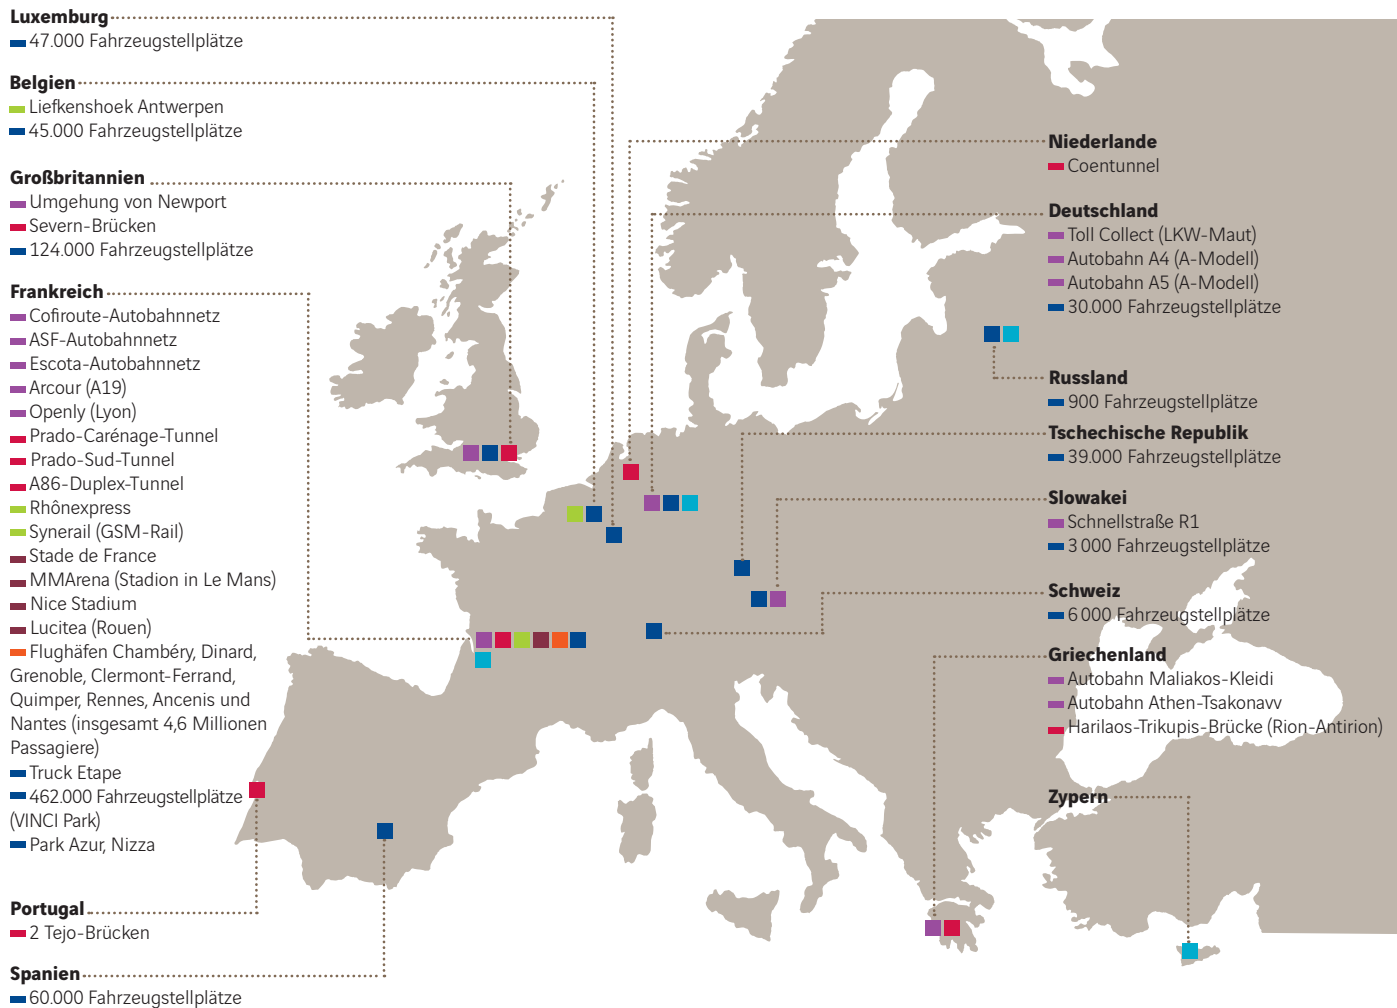 Luxemburg
47.000 Fahrzeugstellplätze
Belgien
Liefkenshoek Antwerpen
45.000 Fahrzeugstellplätze
Großbritannien
Umgehung von Newport
Severn-Brücken
124.000 Fahrzeugstellplätze
Frankreich
Cofiroute-Autobahnnetz
ASF-Autobahnnetz
Escota-Autobahnnetz
Arcour (A19)
Openly (Lyon)
Prado-Carénage-Tunnel
Prado-Sud-Tunnel
A86-Duplex-Tunnel
Rhônexpress
Synerail (GSM-Rail)
Stade de France
MMArena (Stadion in Le Mans)
Nice Stadium
Lucitea (Rouen)
Flughäfen Chambéry, Dinard,
Grenoble, Clermont-Ferrand,
Quimper, Rennes, Ancenis und
Nantes (insgesamt 4,6 Millionen
Passagiere)
Truck Etape
462.000 Fahrzeugstellplätze
(VINCI Park)
Park Azur, Nizza
Portugal
2 Tejo-Brücken
Spanien
60.000 Fahrzeugstellplätze
Niederlande
Coentunnel
Deutschland
Toll Collect (LKW-Maut)
Autobahn A4 (A-Modell)
Autobahn A5 (A-Modell)
30.000 Fahrzeugstellplätze
Russland
900 Fahrzeugstellplätze
Tschechische Republik
39.000 Fahrzeugstellplätze
Slowakei
Schnellstraße R1
3 000 Fahrzeugstellplätze
Schweiz
6 000 Fahrzeugstellplätze
Griechenland
Autobahn Maliakos-Kleidi
Autobahn Athen-Tsakonavv
Harilaos-Trikupis-Brücke (Rion-Antirion)
Zypern